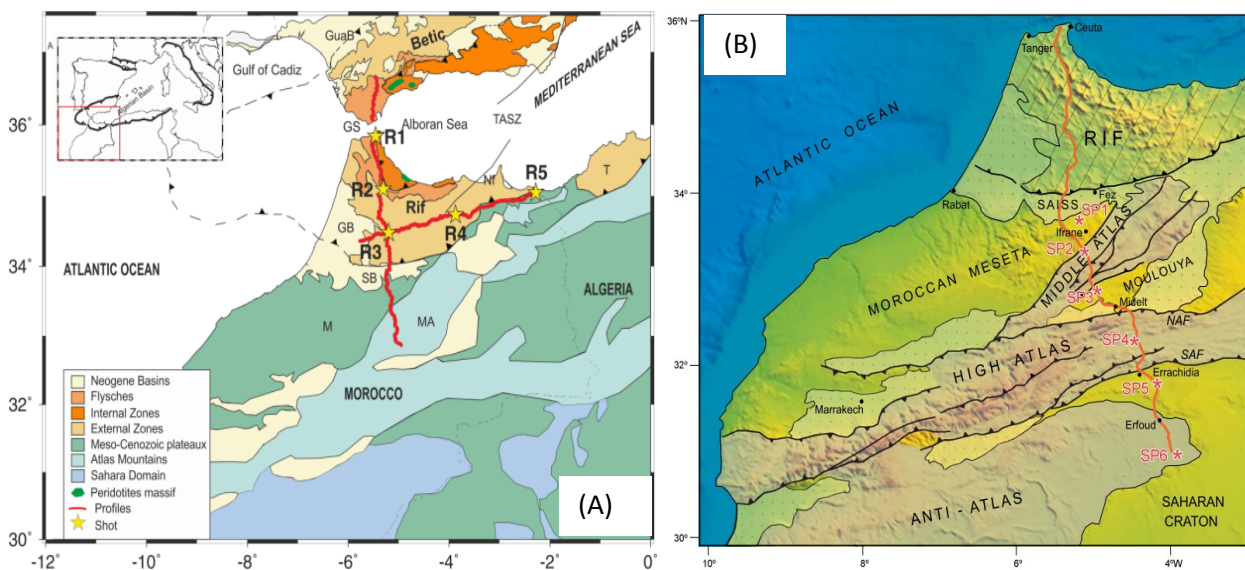 A
GuaB
Betic
Gulf of Cadiz
Algerian Basin
MEDITERRANEAN SEA
GS
Alboran Sea
TASZ
R1
R2
R5
Nf
T
Rif
R4
GB
R3
ATLANTIC OCEAN
SB
ALGERIA
M
MA
MOROCCO
Neogene Basins
Flysches
Internal Zones
External Zones
Meso-Cenozoic plateaux
Atlas Mountains
Sahara Domain
Peridotites massif
Profiles
Shot
(A)
36°
34°
32°
30°
-12 -10 -8 -6 -4 -2 0
(B)
36°N
Ceuta
Tanger
ATLANTIC OCEAN
RIF
34°
Rabat
SAISS
Fez
SP1
Ifrane
SP2
MIDDLE ATLAS
MOROCCAN MESETA
MOULOUYA
SP3
Midelt
NAF
32°
SP4
HIGH ATLAS
SAF
Errachidia
SP5
Marrakech
Erfoud
SP6
ANTI - ATLAS
SAHARAN
CRATON
30°
10° 8° 6° 4°W